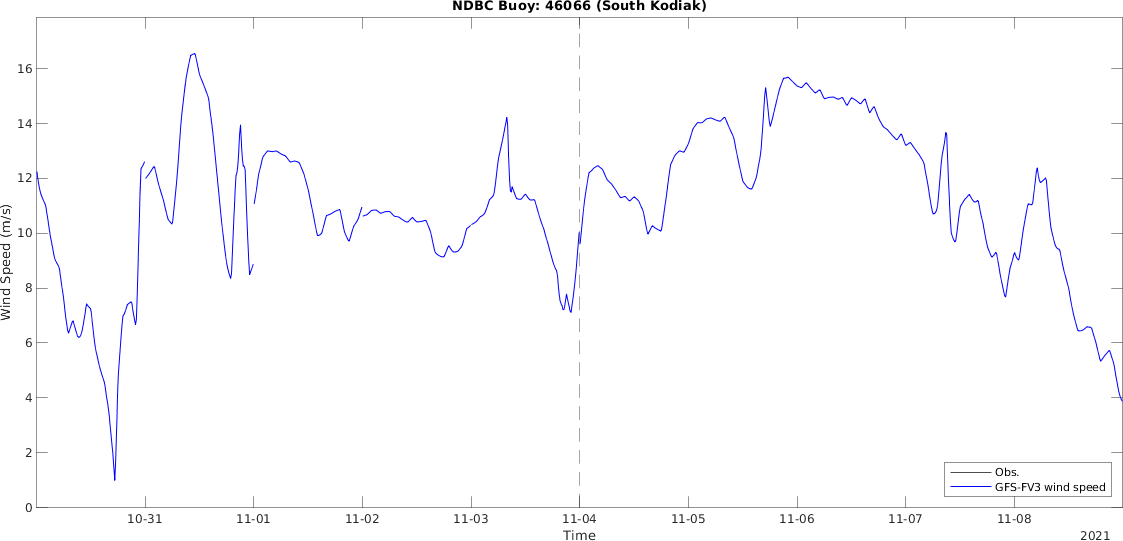 NDBC Buoy: 46066 (South Kodiak)
Wind Speed (m/s)
16
14
12
10
8
6
4
2
0
10-31 11-01 11-02 11-03 11-04 11-05 11-06 11-07 11-08
Time
2021
Obs.
GFS-FV3 wind speed